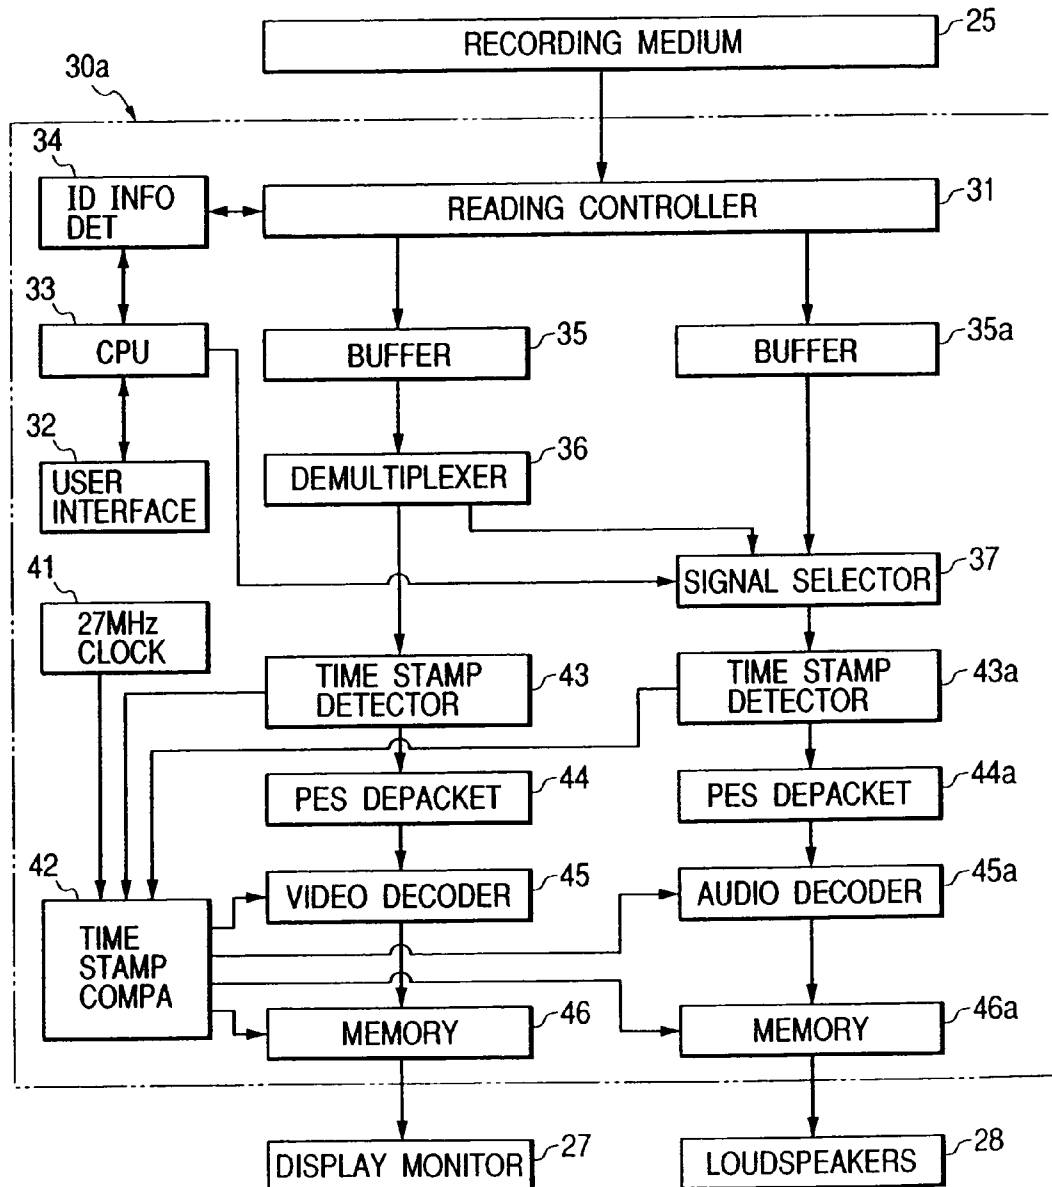 RECORDING MEDIUM
25
30a
34
ID INFO
DET
READING CONTROLLER
31
33
CPU
BUFFER
35
BUFFER
35a
32
USER
INTERFACE
DEMULTIPLEXER
36
SIGNAL SELECTOR
37
41
27MHz
CLOCK
TIME STAMP
DETECTOR
43
TIME STAMP
DETECTOR
43a
PES DEPACKET
44
PES DEPACKET
44a
42
TIME
STAMP
COMPA
VIDEO DECODER
45
AUDIO DECODER
45a
MEMORY
46
MEMORY
46a
DISPLAY MONITOR
27
LOUDSPEAKERS
28